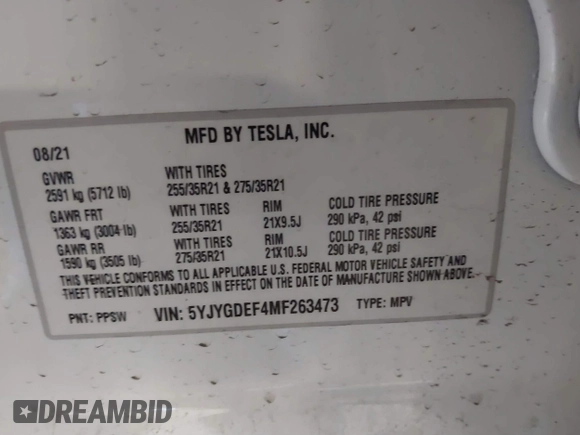 MFD BY TESLA, INC.
08/21
GVWR WITH TIRES
2591 kg (5712 lb) 255/35R21 & 275/35R21
GAWR FRT WITH TIRES RIM COLD TIRE PRESSURE
1363 kg (3004 lb) 255/35R21 21X9.5J 290 kPa, 42 psi
GAWR RR WITH TIRES RIM COLD TIRE PRESSURE
1590 kg (3505 lb) 275/35R21 21X10.5J 290 kPa, 42 psi
THIS VEHICLE CONFORMS TO ALL APPLICABLE U.S. FEDERAL MOTOR VEHICLE SAFETY AND
THEFT PREVENTION STANDARDS IN EFFECT ON THE DATE OF MANUFACTURE SHOWN ABOVE.
PNT: PPSW VIN: 5YJYGDEF4MF263473 TYPE: MPV
DREAMBID